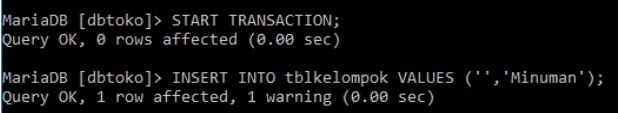 MariaDB [dbtoko]> START TRANSACTION;
Query OK, 0 rows affected (0.00 sec)
MariaDB [dbtoko]> INSERT INTO tblkelompok VALUES ('','Minuman');
Query OK, 1 row affected, 1 warning (0.00 sec)